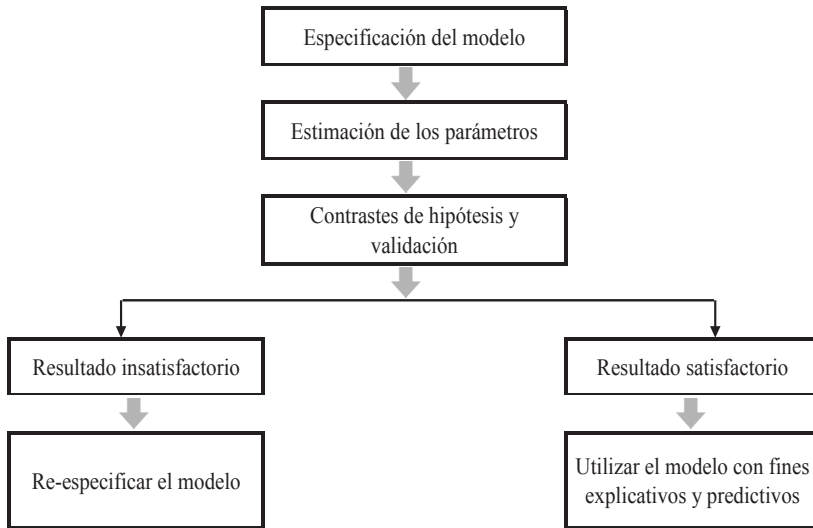 Especificación del modelo
Estimación de los parámetros
Contrastes de hipótesis y
validación
Resultado insatisfactorio
Resultado satisfactorio
Re-especificar el modelo
Utilizar el modelo con fines
explicativos y predictivos